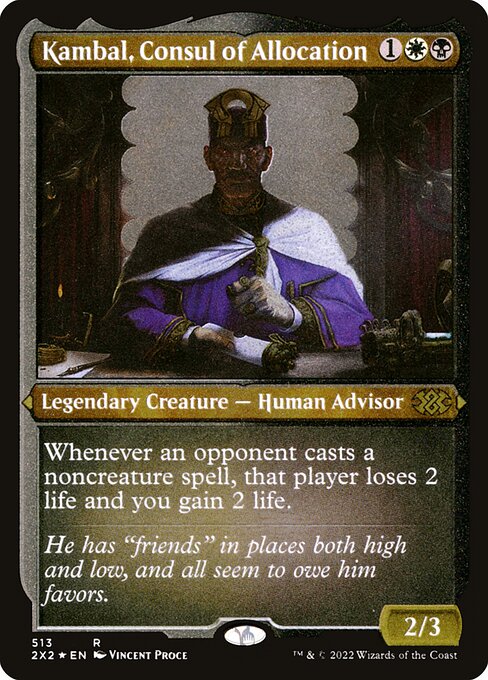 Kambal, Consul of Allocation 1
Legendary Creature — Human Advisor
Whenever an opponent casts a
noncreature spell, that player loses 2
life and you gain 2 life.
He has “friends” in places both high
and low, and all seem to owe him
favors.
2/3
513 R
2X2 ★ EN Vincent Proce
™ & © 2022 Wizards of the Coast